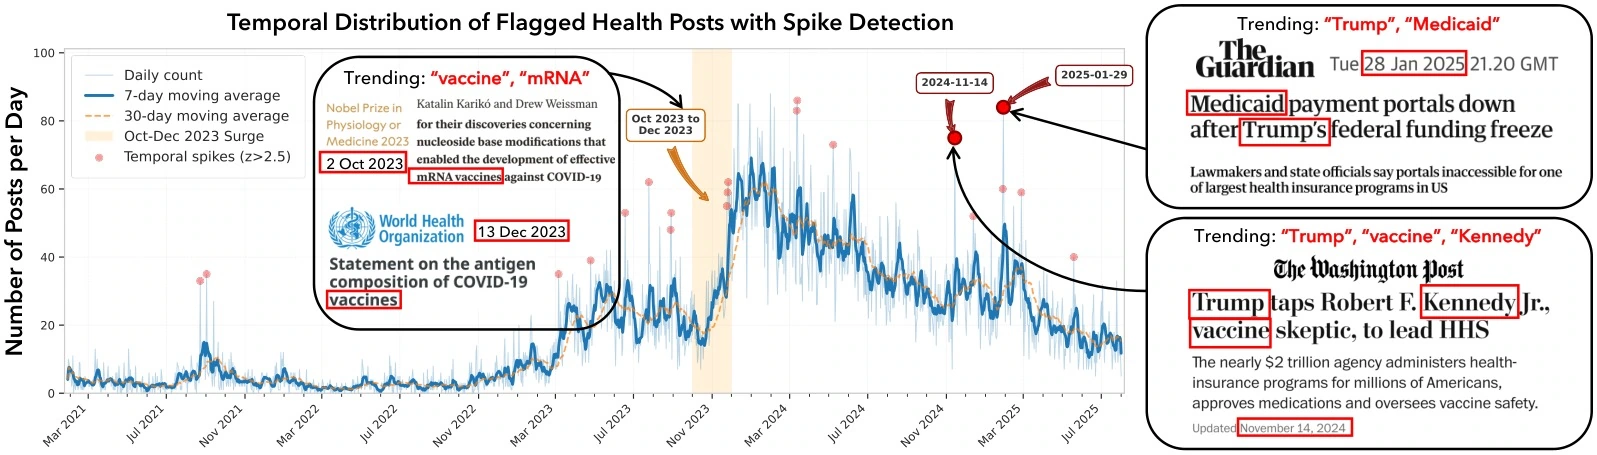 Temporal Distribution of Flagged Health Posts with Spike Detection
Number of Posts per Day
100
80
60
40
20
0
Mar 2021
Jul 2021
Nov 2021
Mar 2022
Jul 2022
Nov 2022
Mar 2023
Jul 2023
Nov 2023
Mar 2024
Jul 2024
Nov 2024
Mar 2025
Jul 2025
Daily count
7-day moving average
30-day moving average
Oct-Dec 2023 Surge
Temporal spikes (z>2.5)
Trending: “vaccine”, “mRNA”
Nobel Prize in
Physiology or
Medicine 2023
2 Oct 2023
Katalin Karikó and Drew Weissman
for their discoveries concerning
nucleoside base modifications that
enabled the development of effective
mRNA vaccines against COVID-19
World Health
Organization
13 Dec 2023
Statement on the antigen
composition of COVID-19
vaccines
Oct 2023 to
Dec 2023
2024-11-14
2025-01-29
Trending: “Trump”, “Medicaid”
The
Guardian
Tue 28 Jan 2025 21.20 GMT
Medicaid payment portals down
after Trump’s federal funding freeze
Lawmakers and state officials say portals inaccessible for one
of largest health insurance programs in US
Trending: “Trump”, “vaccine”, “Kennedy”
The Washington Post
Trump taps Robert F. Kennedy Jr.,
vaccine skeptic, to lead HHS
The nearly $2 trillion agency administers health-
insurance programs for millions of Americans,
approves medications and oversees vaccine safety.
Updated November 14, 2024